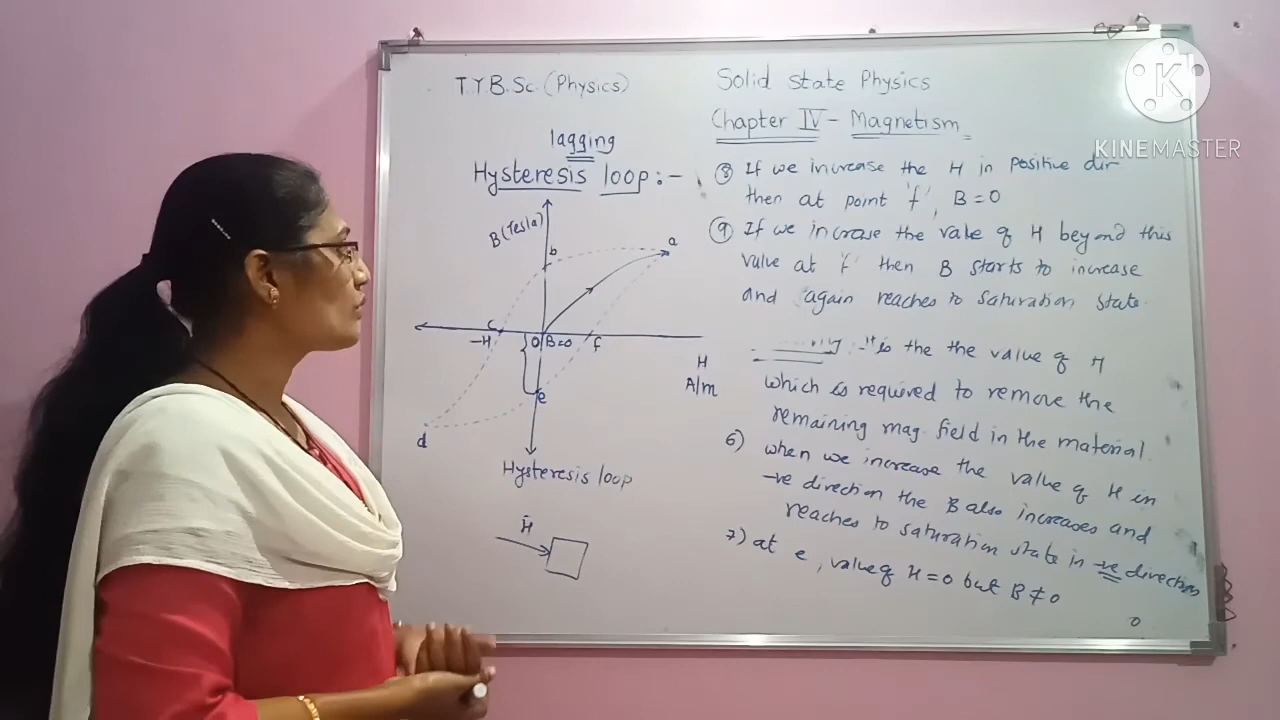 T.Y.B.Sc. (Physics)
lagging
Hysteresis loop :-
B (Tesla)
b
a
c
-H
O
B=0
f
H
A/m
e
d
Hysteresis loop
H̄
Solid state Physics
Chapter IV - Magnetism
⑧ If we increase the H in positive dir
then at point 'f', B = 0
⑨ If we increase the vale of H beyond this
value at 'f' then B starts to increase
and again reaches to saturation state.
is the the value of H
which is required to remove the
remaining mag. field in the material.
6) when we increase the value of H in
-ve direction the B also increases and
reaches to saturation state in -ve direction
7) at e, value of H = 0 but B ≠ 0
0
K
KINEMASTER